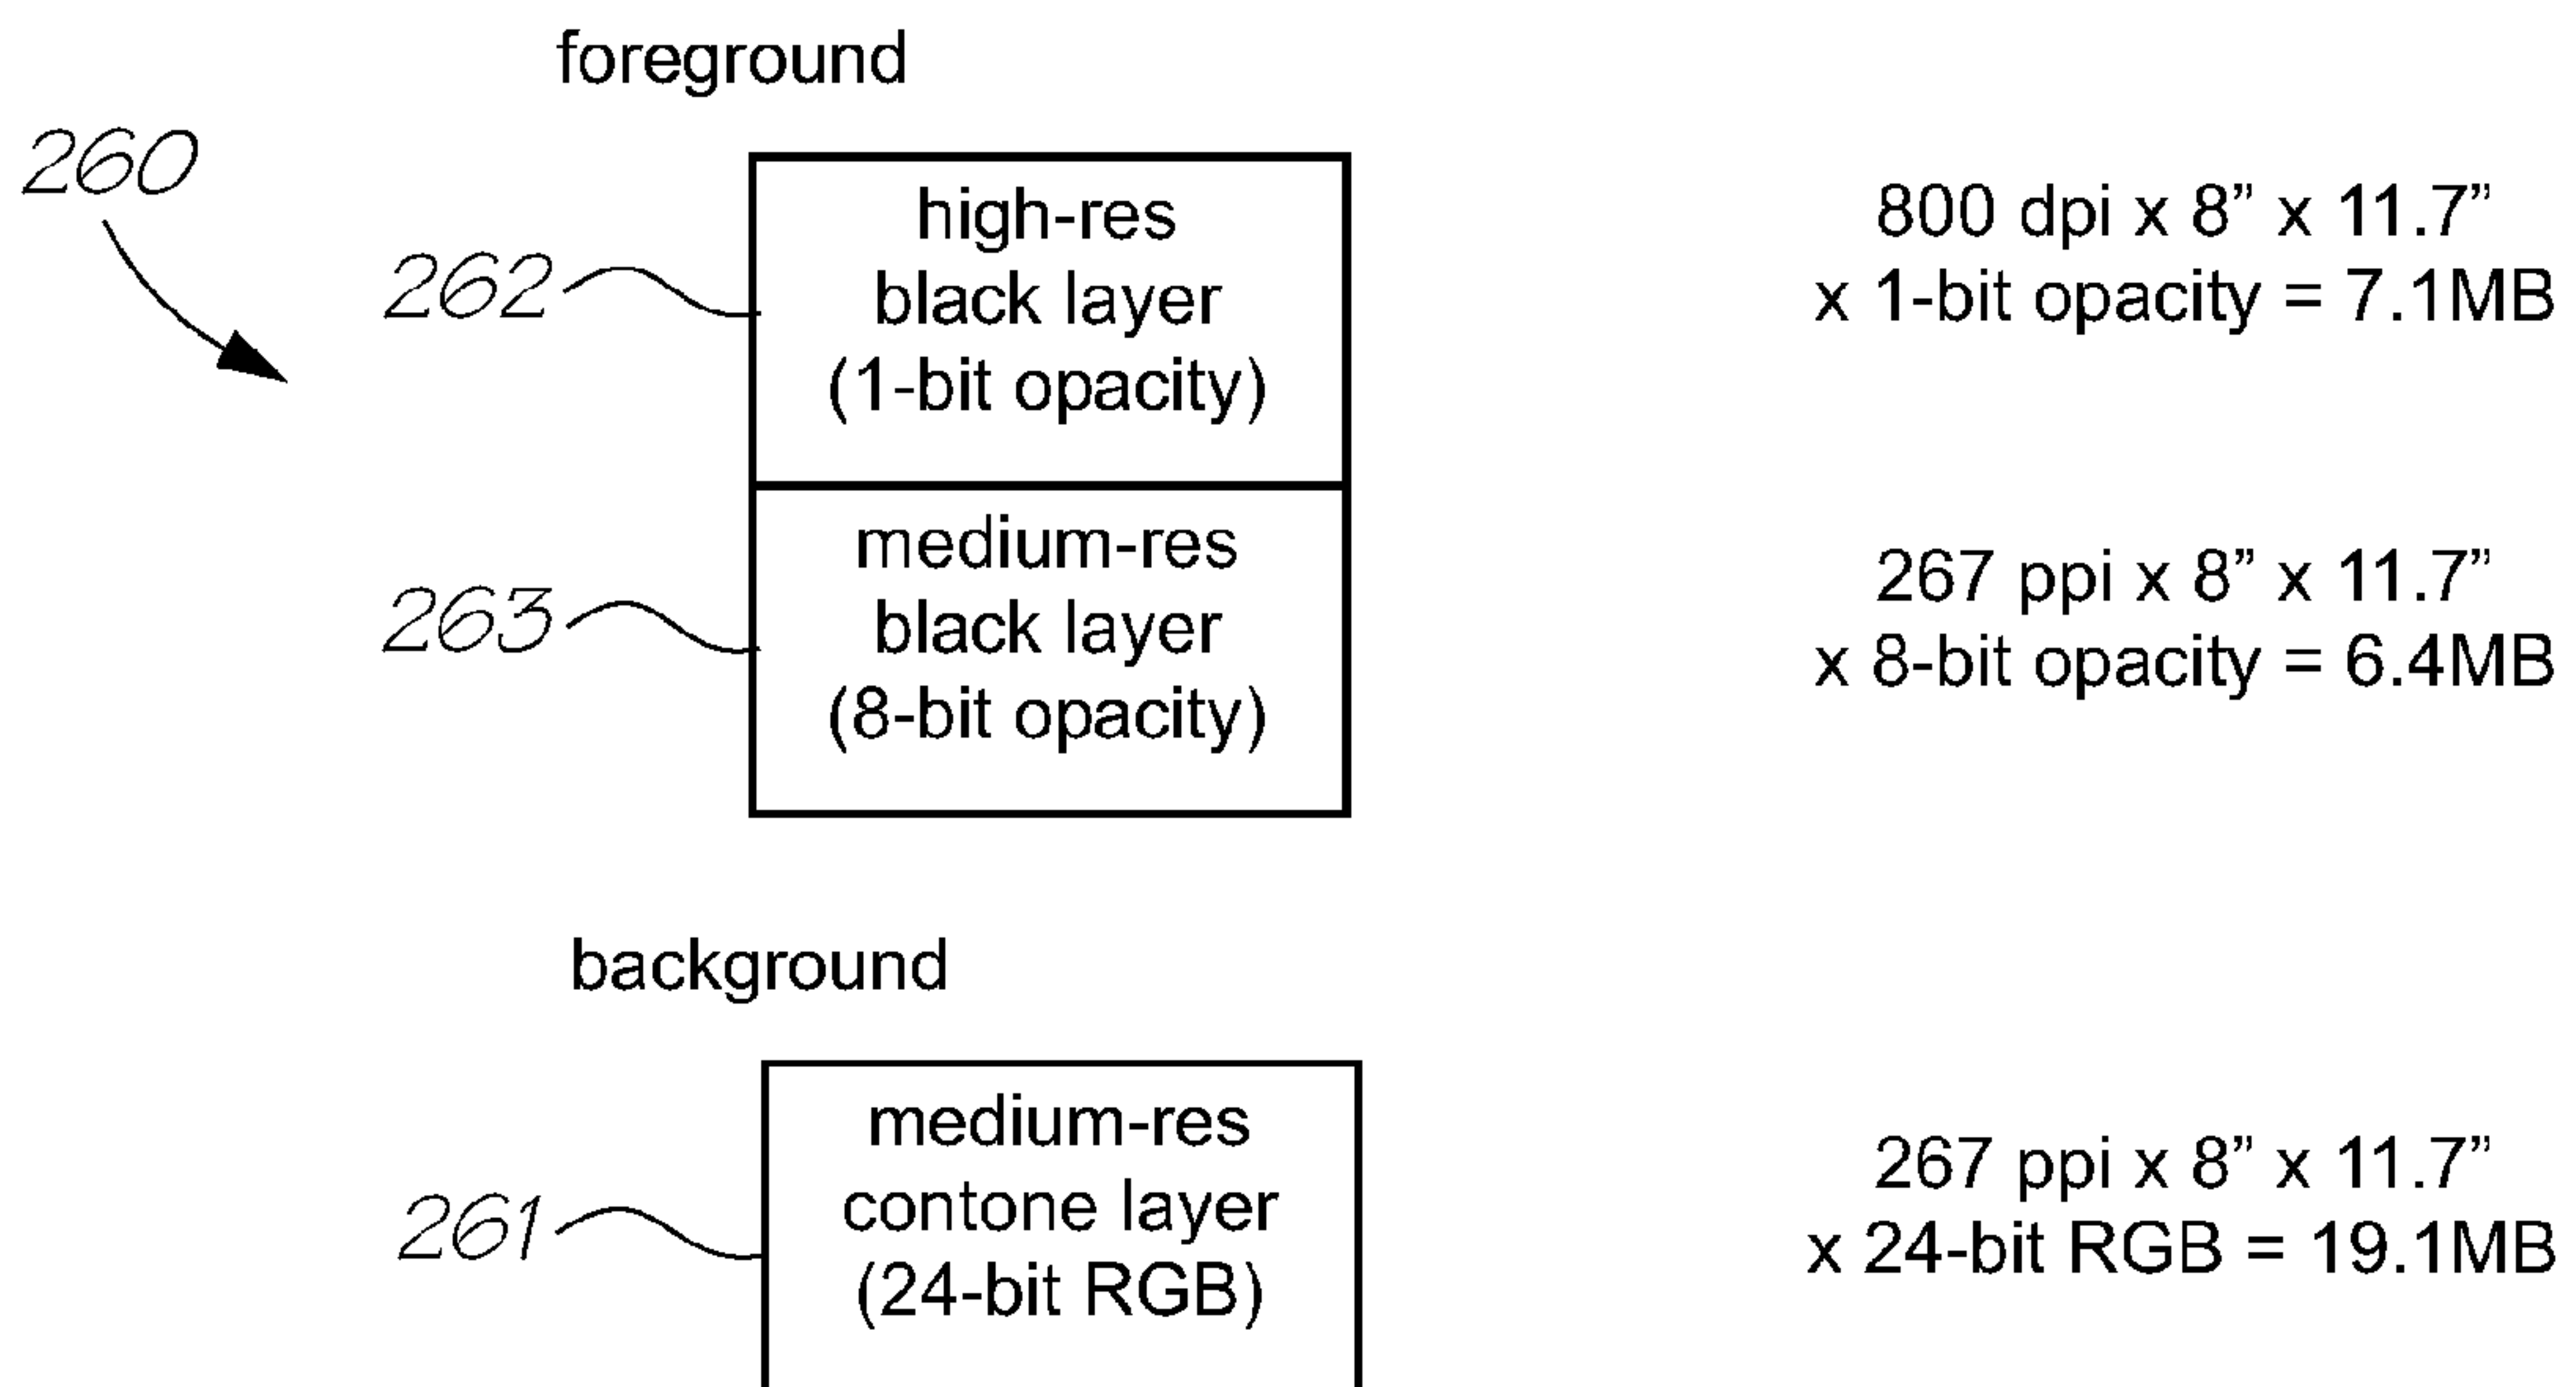 foreground
260
262
high-res
black layer
(1-bit opacity)
800 dpi x 8” x 11.7”
x 1-bit opacity = 7.1MB
263
medium-res
black layer
(8-bit opacity)
267 ppi x 8” x 11.7”
x 8-bit opacity = 6.4MB
background
261
medium-res
contone layer
(24-bit RGB)
267 ppi x 8” x 11.7”
x 24-bit RGB = 19.1MB